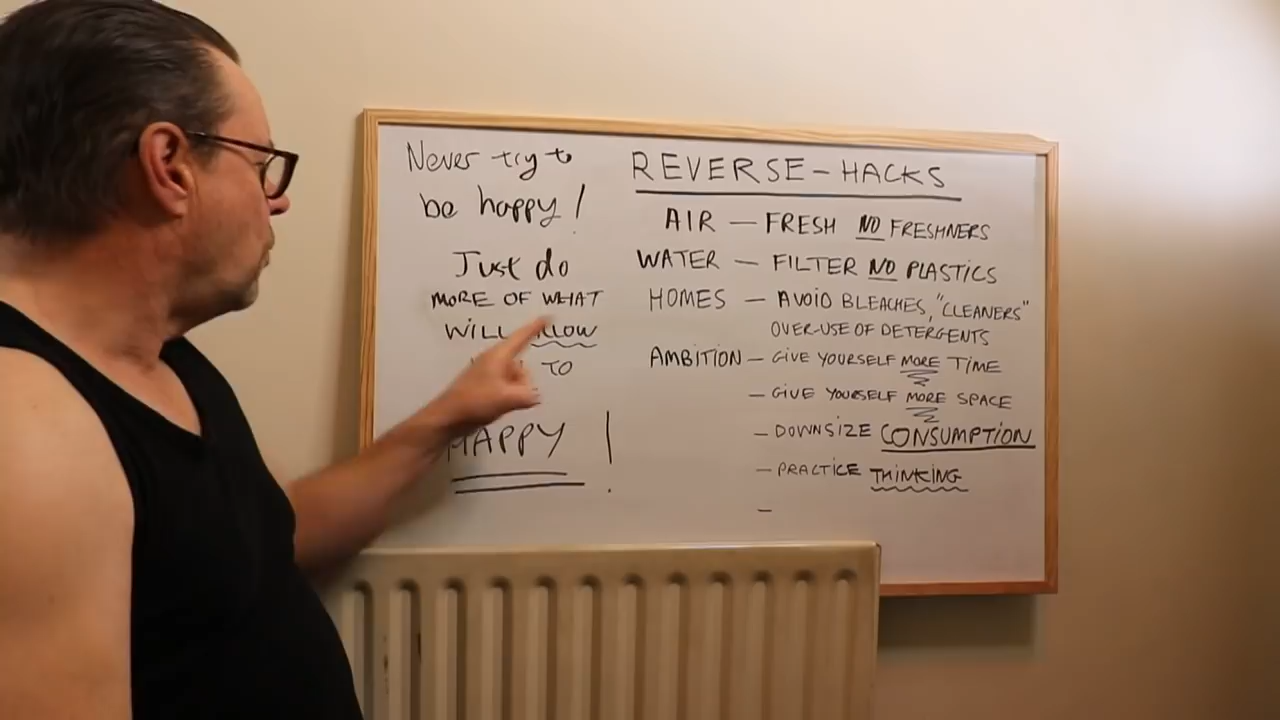 Never try to
be happy!
Just do
MORE OF WHAT
WILL ALLOW
TO
HAPPY!
REVERSE-HACKS
AIR — FRESH NO FRESHNERS
WATER — FILTER NO PLASTICS
HOMES — AVOID BLEACHES, "CLEANERS"
OVER-USE OF DETERGENTS
AMBITION — GIVE YOURSELF MORE TIME
— GIVE YOURSELF MORE SPACE
— DOWNSIZE CONSUMPTION
— PRACTICE THINKING
—